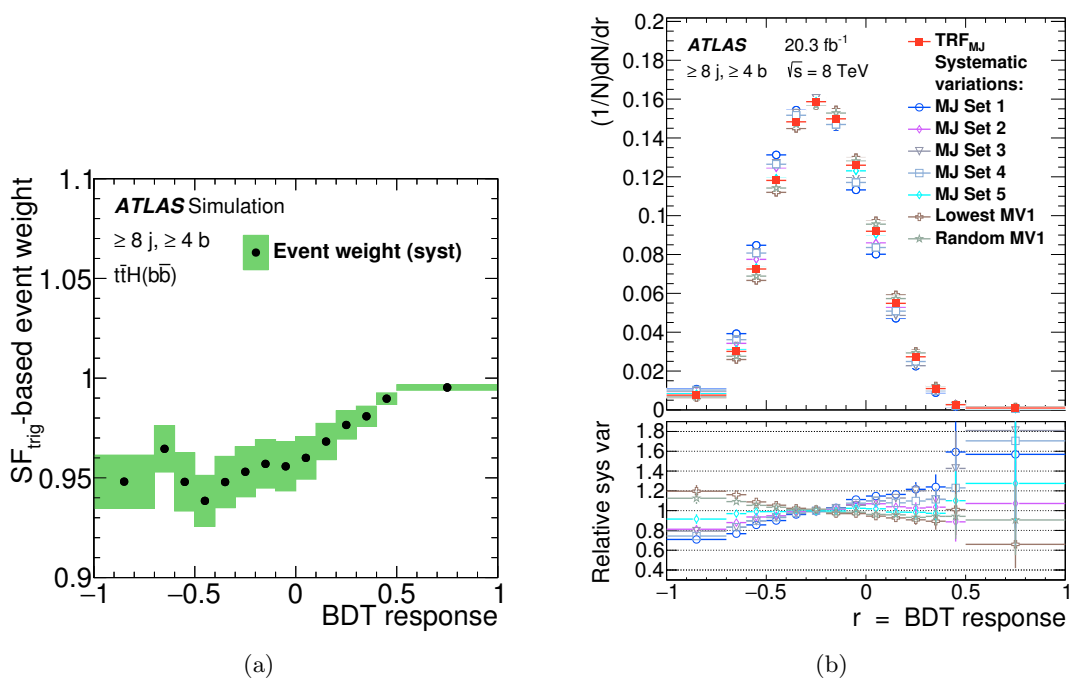 1.1
1.05
1
0.95
0.9
−1
−0.5
0
0.5
1
SF_trig-based event weight
BDT response
ATLAS Simulation
≥ 8 j, ≥ 4 b
tt̄H(bb̄)
Event weight (syst)
(a)
0.2
0.18
0.16
0.14
0.12
0.1
0.08
0.06
0.04
0.02
0
(1/N)dN/dr
ATLAS 20.3 fb⁻¹
≥ 8 j, ≥ 4 b √s = 8 TeV
TRF_MJ
Systematic
variations:
MJ Set 1
MJ Set 2
MJ Set 3
MJ Set 4
MJ Set 5
Lowest MV1
Random MV1
1.8
1.6
1.4
1.2
1.0
0.8
0.6
0.4
Relative sys var
−1
−0.5
0
0.5
1
r = BDT response
(b)